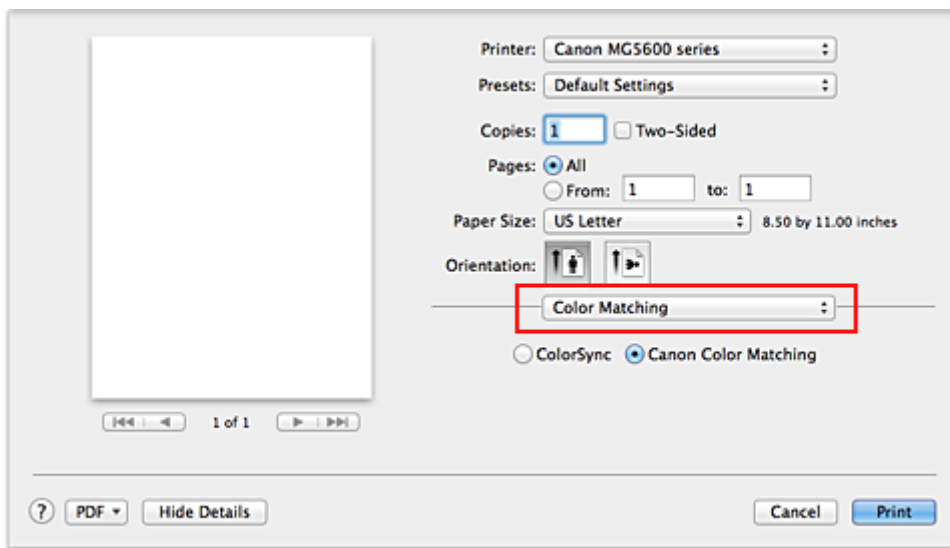 Printer: Canon MG5600 series
Presets: Default Settings
Copies: 1 Two-Sided
Pages: All
From: 1 to: 1
Paper Size: US Letter 8.50 by 11.00 inches
Orientation:
Color Matching
ColorSync Canon Color Matching
1 of 1
? PDF Hide Details Cancel Print